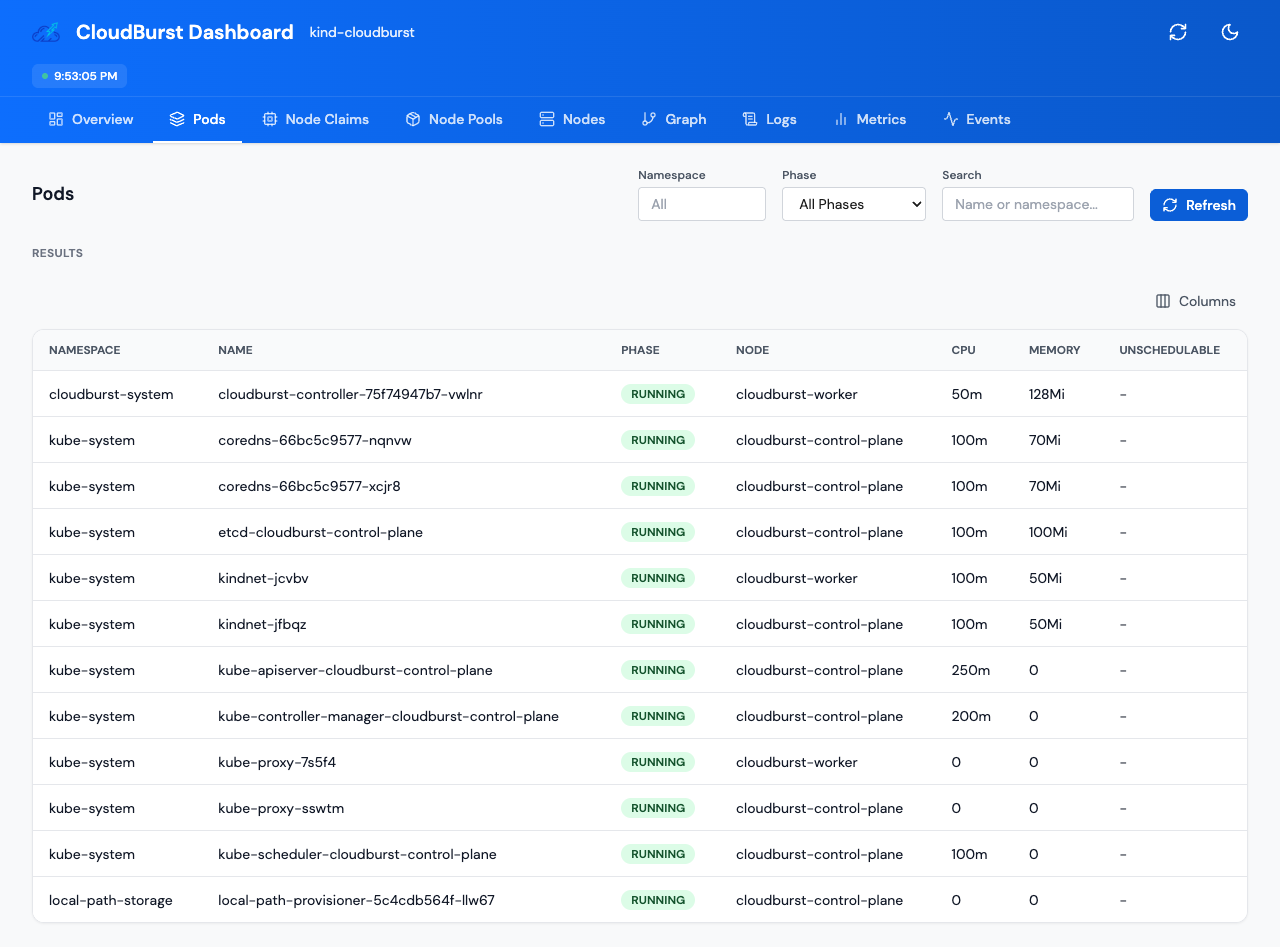 CloudBurst Dashboard kind-cloudburst
9:53:05 PM
Overview Pods Node Claims Node Pools Nodes Graph Logs Metrics Events
Pods
Namespace Phase Search
All All Phases Name or namespace... Refresh
RESULTS
Columns
NAMESPACE NAME PHASE NODE CPU MEMORY UNSCHEDULABLE
cloudburst-system cloudburst-controller-75f74947b7-vwlnr RUNNING cloudburst-worker 50m 128Mi -
kube-system coredns-66bc5c9577-nqnvw RUNNING cloudburst-control-plane 100m 70Mi -
kube-system coredns-66bc5c9577-xcjr8 RUNNING cloudburst-control-plane 100m 70Mi -
kube-system etcd-cloudburst-control-plane RUNNING cloudburst-control-plane 100m 100Mi -
kube-system kindnet-jcvbv RUNNING cloudburst-worker 100m 50Mi -
kube-system kindnet-jfbqz RUNNING cloudburst-control-plane 100m 50Mi -
kube-system kube-apiserver-cloudburst-control-plane RUNNING cloudburst-control-plane 250m 0 -
kube-system kube-controller-manager-cloudburst-control-plane RUNNING cloudburst-control-plane 200m 0 -
kube-system kube-proxy-7s5f4 RUNNING cloudburst-worker 0 0 -
kube-system kube-proxy-sswtm RUNNING cloudburst-control-plane 0 0 -
kube-system kube-scheduler-cloudburst-control-plane RUNNING cloudburst-control-plane 100m 0 -
local-path-storage local-path-provisioner-5c4cdb564f-llw67 RUNNING cloudburst-control-plane 0 0 -